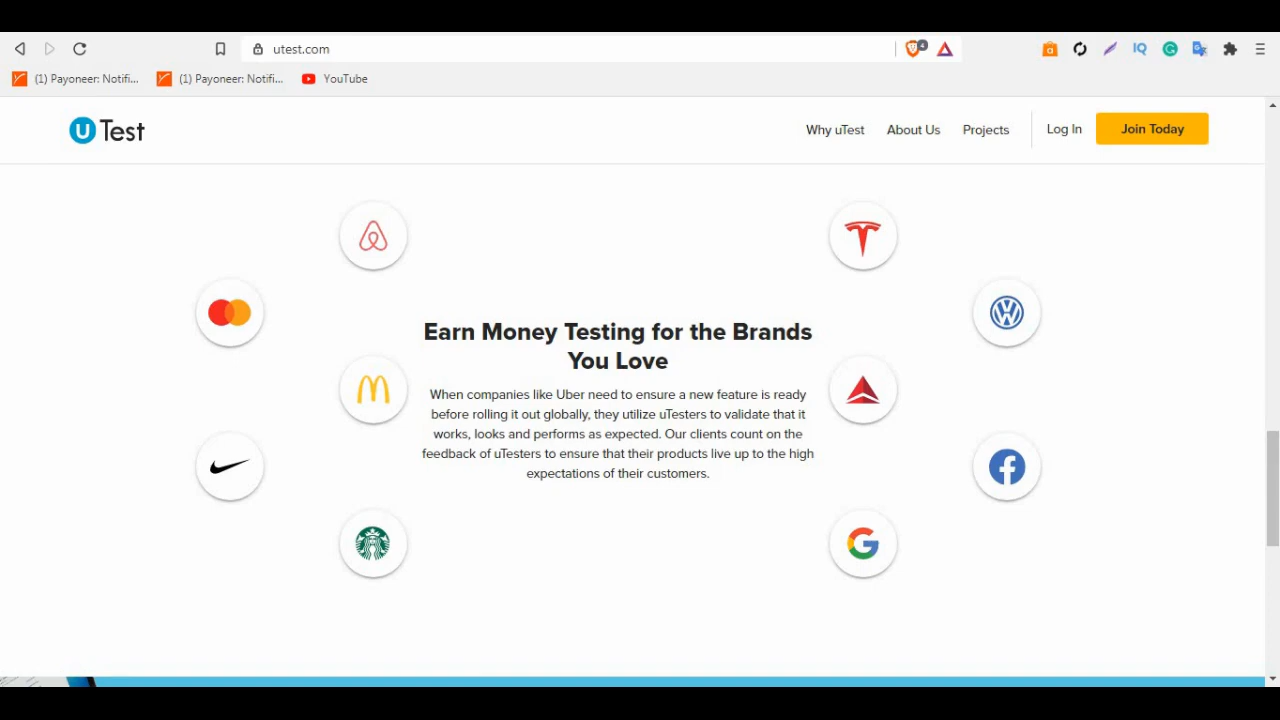 utest.com
4
IQ
(1) Payoneer: Notifi...
(1) Payoneer: Notifi...
YouTube
u Test
Why uTest
About Us
Projects
Log In
Join Today
Earn Money Testing for the Brands
You Love
When companies like Uber need to ensure a new feature is ready
before rolling it out globally, they utilize uTesters to validate that it
works, looks and performs as expected. Our clients count on the
feedback of uTesters to ensure that their products live up to the high
expectations of their customers.